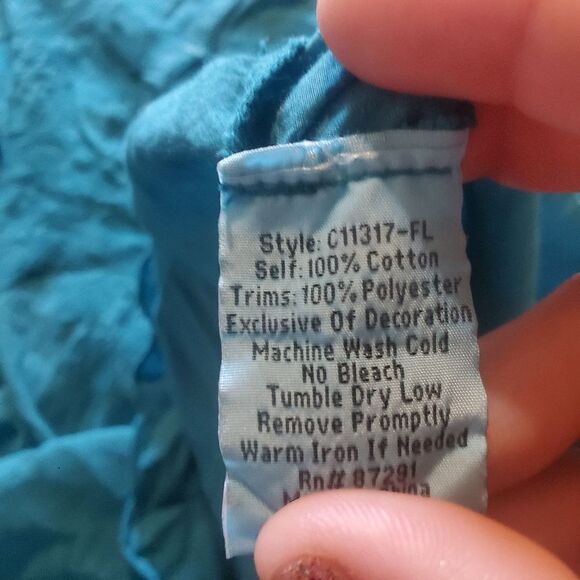 Style: C11317-FL
Self: 100% Cotton
Trims: 100% Polyester
Exclusive Of Decoration
Machine Wash Cold
No Bleach
Tumble Dry Low
Remove Promptly
Warm Iron If Needed
Rn# 87291